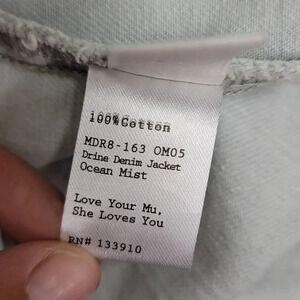 100%Cotton
MDR8-163 OM05
Drine Denim Jacket
Ocean Mist
Love Your Mu,
She Loves You
RN# 133910